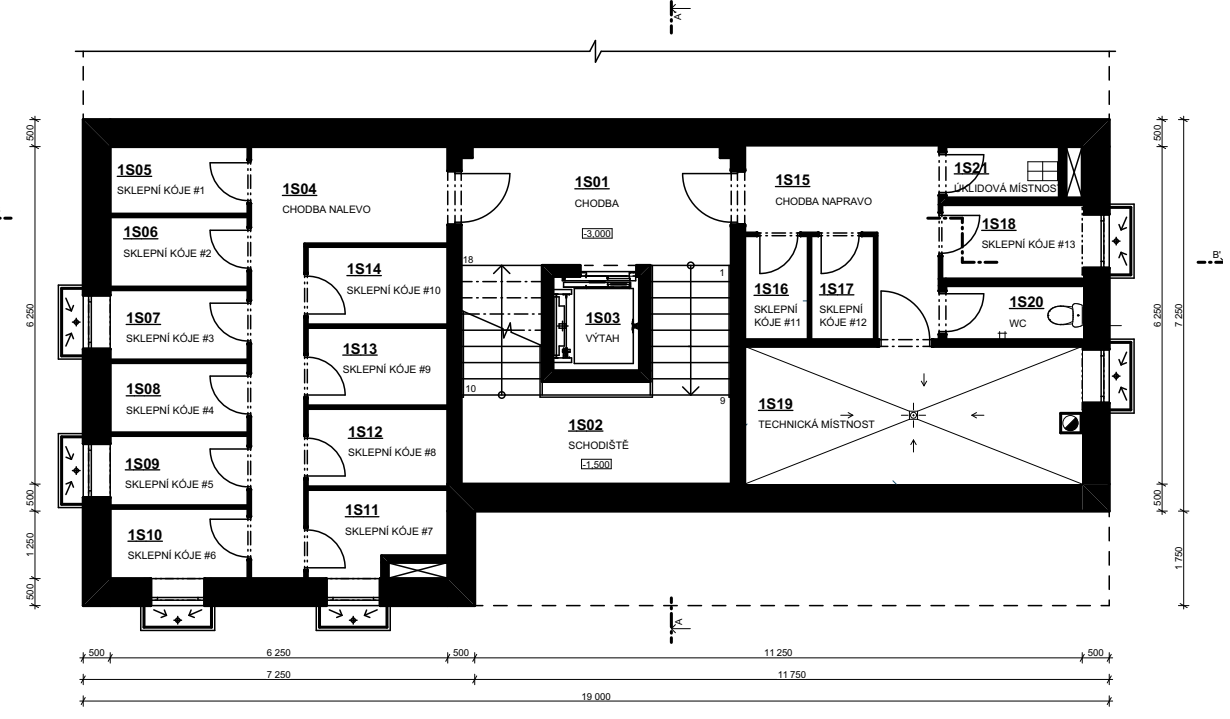 A
500
500
1S05
SKLEPNÍ KÓJE #1
1S04
CHODBA NALEVO
1S01
CHODBA
-3,000
1S15
CHODBA NAPRAVO
1S21
ÚKLIDOVÁ MÍSTNOS
1S06
SKLEPNÍ KÓJE #2
1S18
SKLEPNÍ KÓJE #13
B'
18
1
1S14
SKLEPNÍ KÓJE #10
1S16
SKLEPNÍ
KÓJE #11
1S17
SKLEPNÍ
KÓJE #12
1S20
WC
6 250
6 250
7 250
1S07
SKLEPNÍ KÓJE #3
1S03
VÝTAH
1S13
SKLEPNÍ KÓJE #9
1S08
SKLEPNÍ KÓJE #4
10
9
1S19
TECHNICKÁ MÍSTNOST
1S12
SKLEPNÍ KÓJE #8
1S02
SCHODIŠTĚ
-1,500
1S09
SKLEPNÍ KÓJE #5
500
500
1S11
SKLEPNÍ KÓJE #7
1S10
SKLEPNÍ KÓJE #6
1 250
1 750
500
A
500
6 250
500
11 250
500
7 250
11 750
19 000